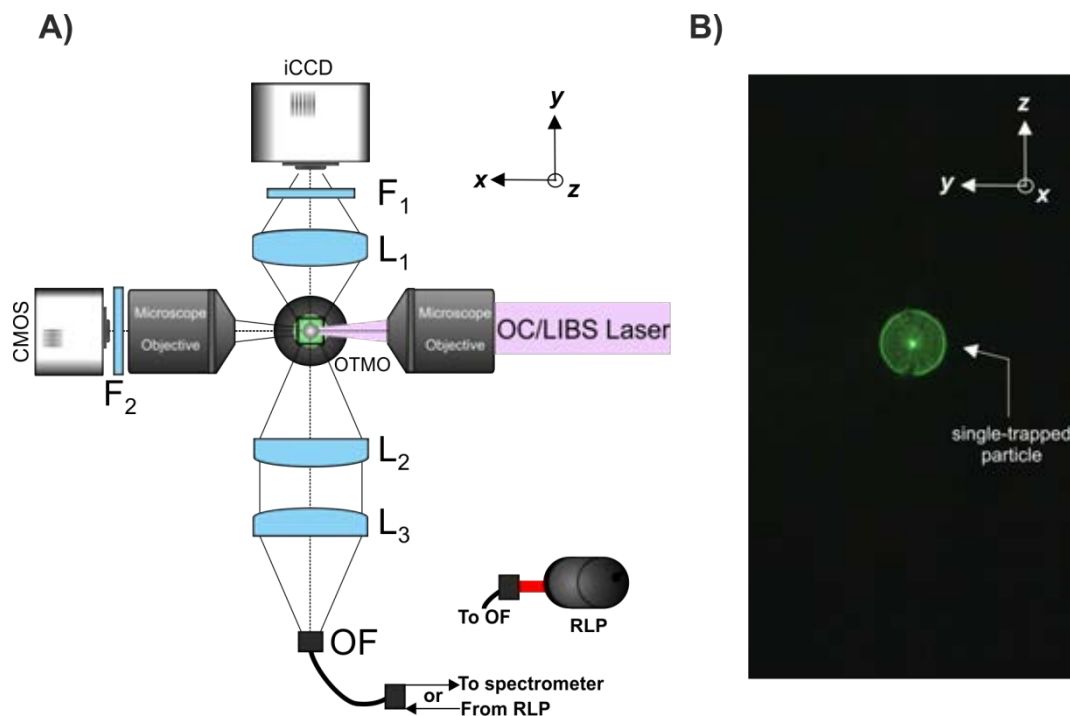 A)
B)
iCCD
y
x
z
F1
L1
CMOS
Microscope
Objective
F2
OTMO
Microscope
Objective
OC/LIBS Laser
L2
L3
To OF
RLP
OF
To spectrometer
or
From RLP
z
y
x
single-trapped
particle